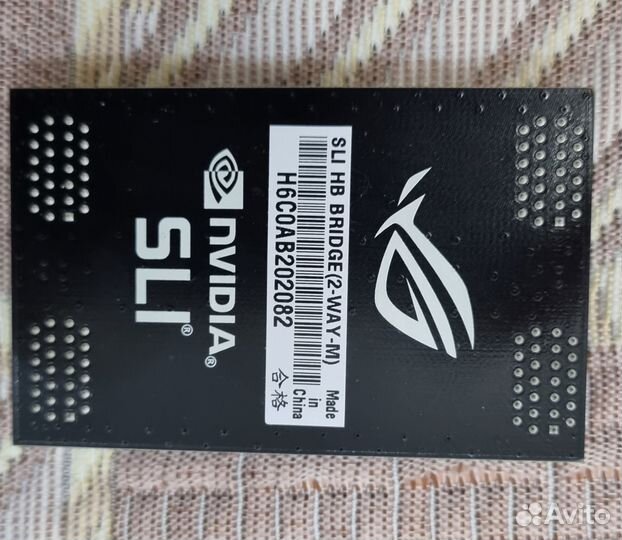 SLI HB BRIDGE(2-WAY-M)
H6C0AB202082
Made
in
China
合格
nVIDIA®
SLI®
Avito